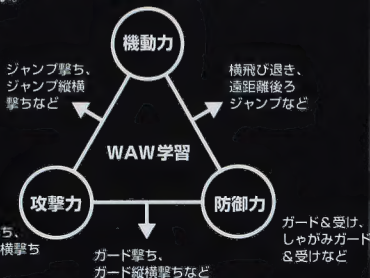 機動力
ジャンプ撃ち、
ジャンプ縦横
撃ちなど
横飛び退き、
遠距離後ろ
ジャンプなど
WAW学習
攻撃力
防御力
ち、
横撃ち
ガード撃ち、
ガード縦横撃ちなど
ガード&受け、
しゃがみガード
&受けなど